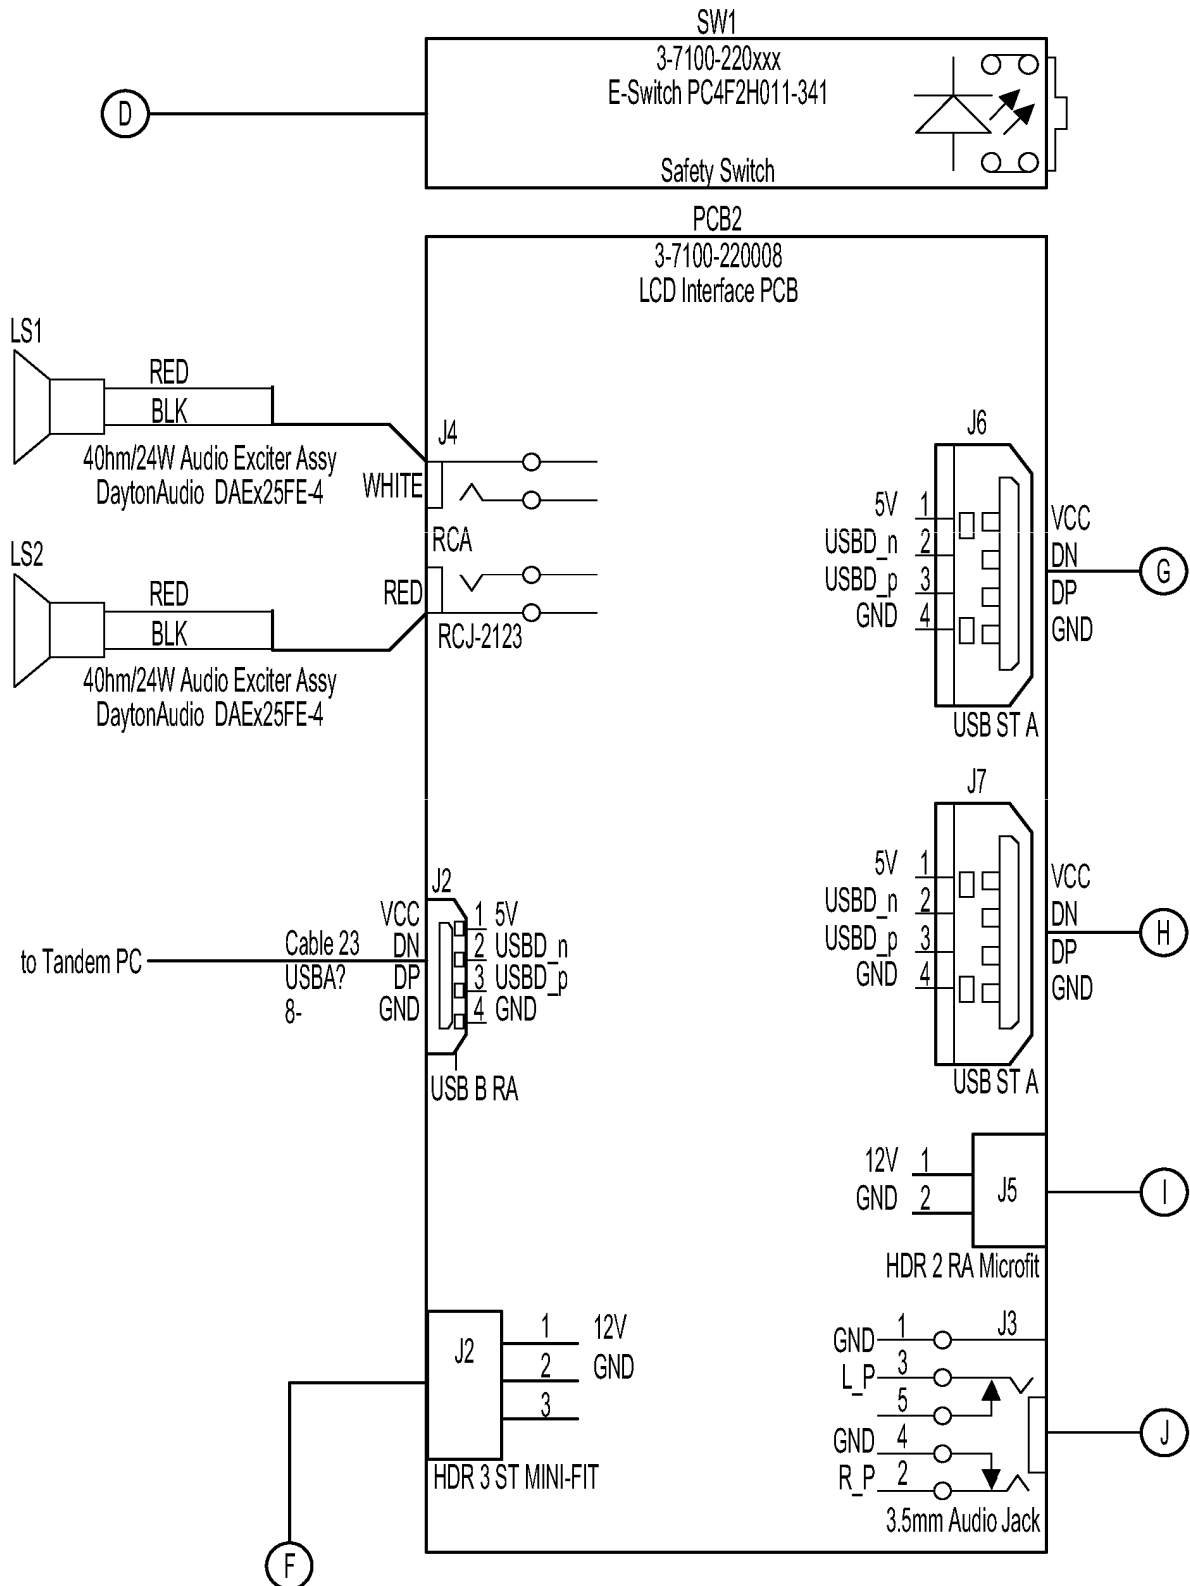 SW1
3-7100-220xxx
E-Switch PC4F2H011-341
D
Safety Switch
PCB2
3-7100-220008
LCD Interface PCB
LS1
RED
BLK
40hm/24W Audio Exciter Assy
DaytonAudio DAEx25FE-4
J4
WHITE
RCA
LS2
RED
BLK
RED
RCJ-2123
40hm/24W Audio Exciter Assy
DaytonAudio DAEx25FE-4
J6
5V 1 VCC
USBD_n 2 DN
USBD_p 3 DP
GND 4 GND
G
USB ST A
J7
5V 1 VCC
USBD_n 2 DN
USBD_p 3 DP
GND 4 GND
H
USB ST A
J2
VCC 1 5V
DN 2 USBD_n
DP 3 USBD_p
GND 4 GND
to Tandem PC
Cable 23
USBA?
8-
USB B RA
12V 1
GND 2
J5
I
HDR 2 RA Microfit
J2
1 12V
2 GND
3
HDR 3 ST MINI-FIT
F
J3
GND 1
L_P 3
5
GND 4
R_P 2
J
3.5mm Audio Jack